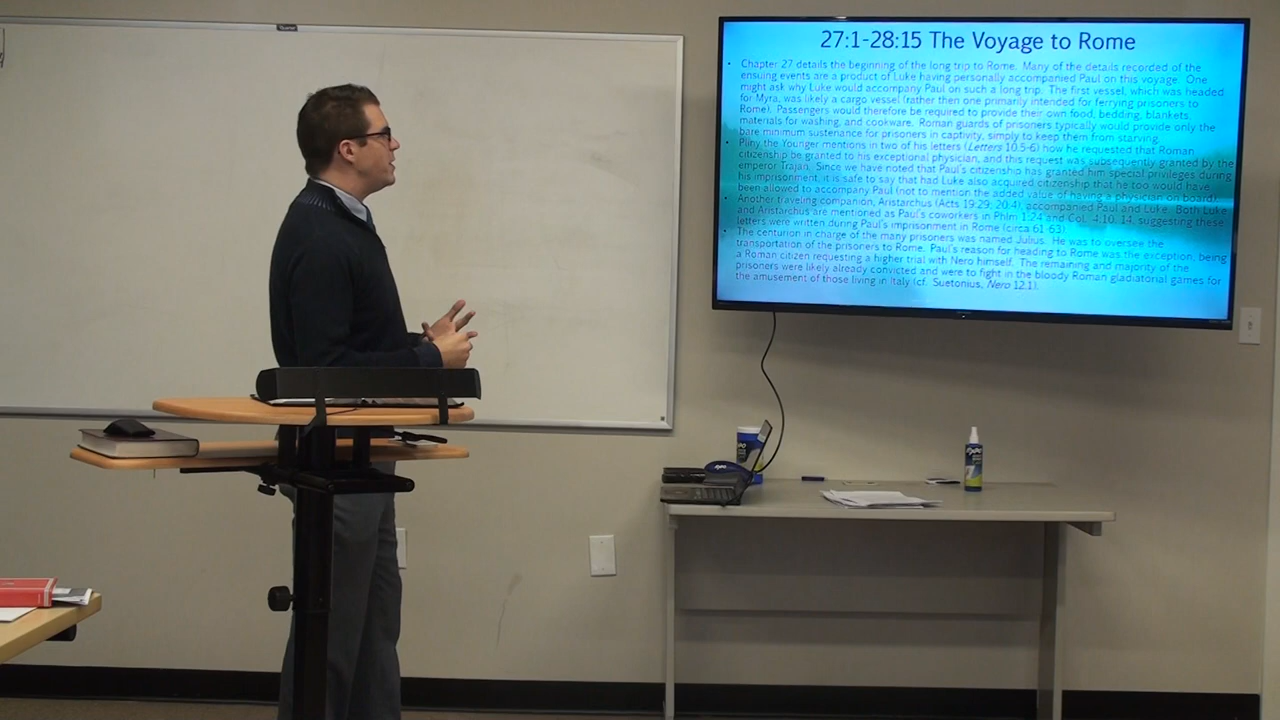 27:1-28:15 The Voyage to Rome
• Chapter 27 details the beginning of the long trip to Rome. Many of the details recorded of the
ensuing events are a product of Luke having personally accompanied Paul on this voyage. One
might ask why Luke would accompany Paul on such a long trip. The first vessel, which was headed
for Myra, was likely a cargo vessel (rather then one primarily intended for ferrying prisoners to
Rome). Passengers would therefore be required to provide their own food, bedding, blankets,
materials for washing, and cookware. Roman guards of prisoners typically would provide only the
bare minimum sustenance for prisoners in captivity, simply to keep them from starving.
• Pliny the Younger mentions in two of his letters (Letters 10.5-6) how he requested that Roman
citizenship be granted to his exceptional physician, and this request was subsequently granted by the
emperor Trajan. Since we have noted that Paul's citizenship has granted him special privileges during
his imprisonment, it is safe to say that had Luke also acquired citizenship that he too would have
been allowed to accompany Paul (not to mention the added value of having a physician on board).
• Another traveling companion, Aristarchus (Acts 19:29; 20:4), accompanied Paul and Luke. Both Luke
and Aristarchus are mentioned as Paul's coworkers in Phlm 1:24 and Col. 4:10, 14, suggesting these
letters were written during Paul's imprisonment in Rome (circa 61-63)
• The centurion in charge of the many prisoners was named Julius. He was to oversee the
transportation of the prisoners to Rome. Paul's reason for heading to Rome was the exception, being
a Roman citizen requesting a higher trial with Nero himself. The remaining and majority of the
prisoners were likely already convicted and were to fight in the bloody Roman gladiatorial games for
the amusement of those living in Italy (cf. Suetonius, Nero 12.1).
EXPO